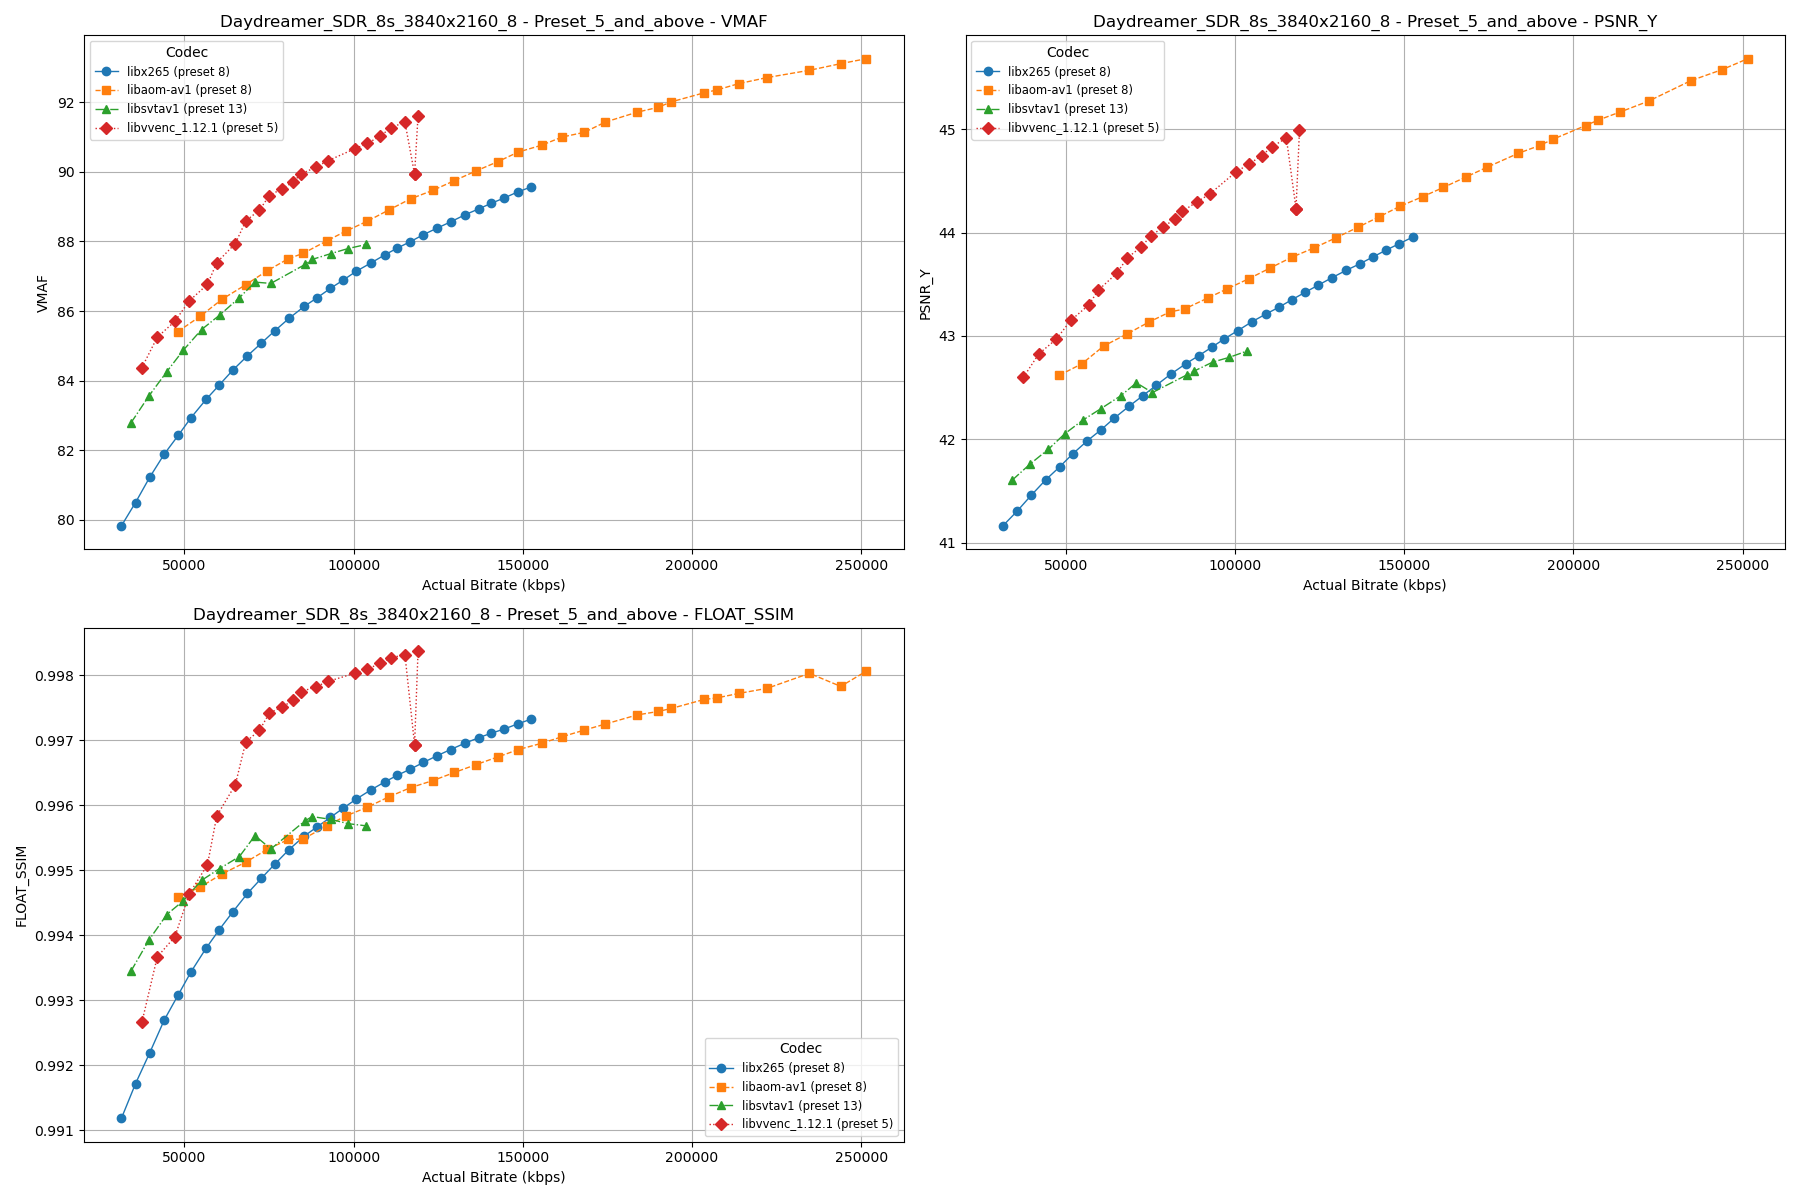 Daydreamer_SDR_8s_3840x2160_8 - Preset_5_and_above - VMAF
Codec
libx265 (preset 8)
libaom-av1 (preset 8)
libsvtav1 (preset 13)
libvvenc_1.12.1 (preset 5)
VMAF
92
90
88
86
84
82
80
50000 100000 150000 200000 250000
Actual Bitrate (kbps)
Daydreamer_SDR_8s_3840x2160_8 - Preset_5_and_above - PSNR_Y
Codec
libx265 (preset 8)
libaom-av1 (preset 8)
libsvtav1 (preset 13)
libvvenc_1.12.1 (preset 5)
PSNR_Y
45
44
43
42
41
50000 100000 150000 200000 250000
Actual Bitrate (kbps)
Daydreamer_SDR_8s_3840x2160_8 - Preset_5_and_above - FLOAT_SSIM
FLOAT_SSIM
0.998
0.997
0.996
0.995
0.994
0.993
0.992
0.991
Codec
libx265 (preset 8)
libaom-av1 (preset 8)
libsvtav1 (preset 13)
libvvenc_1.12.1 (preset 5)
50000 100000 150000 200000 250000
Actual Bitrate (kbps)